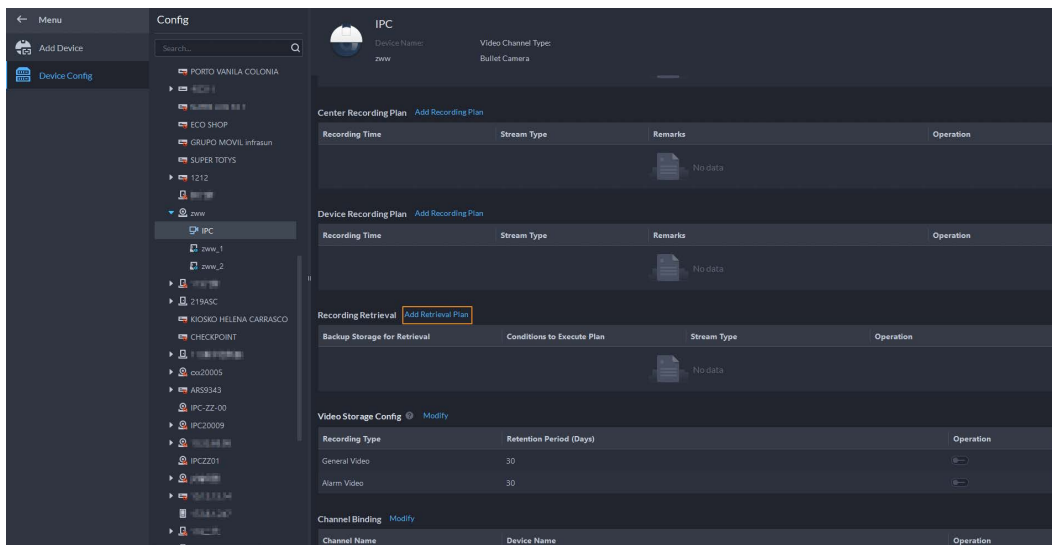 Menu
Add Device
Device Config
Config
Search...
PORTO VANILA COLONIA
ECO SHOP
GRUPO MOVIL infrasun
SUPER TOTYS
1212
zww
IPC
zww_1
zww_2
219ASC
KIOSKO HELENA CARRASCO
CHECKPOINT
cxs20005
ARS9343
IPC-ZZ-00
IPC20009
IPCZZ01
IPC
Device Name: Video Channel Type:
zww Bullet Camera
Center Recording Plan Add Recording Plan
Recording Time Stream Type Remarks Operation
No data
Device Recording Plan Add Recording Plan
Recording Time Stream Type Remarks Operation
No data
Recording Retrieval Add Retrieval Plan
Backup Storage for Retrieval Conditions to Execute Plan Stream Type Operation
No data
Video Storage Config Modify
Recording Type Retention Period (Days) Operation
General Video 30
Alarm Video 30
Channel Binding Modify
Channel Name Device Name Operation